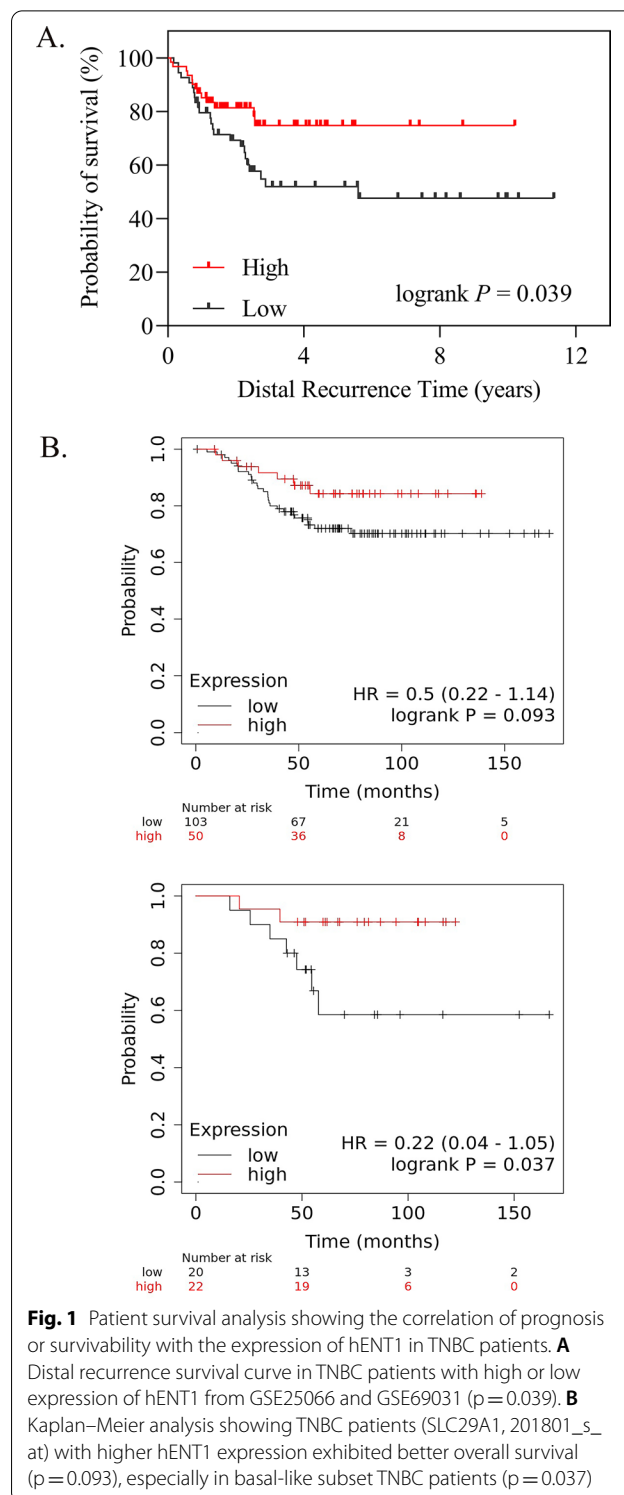 A.
Probability of survival (%)
100
80
60
40
20
0
High
Low
logrank P = 0.039
0 4 8 12
Distal Recurrence Time (years)
B.
Probability
1.0
0.8
0.6
0.4
0.2
0.0
Expression
low
high
HR = 0.5 (0.22 - 1.14)
logrank P = 0.093
0 50 100 150
Time (months)
Number at risk
low 103 67 21 5
high 50 36 8 0
Probability
1.0
0.8
0.6
0.4
0.2
0.0
Expression
low
high
HR = 0.22 (0.04 - 1.05)
logrank P = 0.037
0 50 100 150
Time (months)
Number at risk
low 20 13 3 2
high 22 19 6 0
Fig. 1 Patient survival analysis showing the correlation of prognosis
or survivability with the expression of hENT1 in TNBC patients. A
Distal recurrence survival curve in TNBC patients with high or low
expression of hENT1 from GSE25066 and GSE69031 (p = 0.039). B
Kaplan–Meier analysis showing TNBC patients (SLC29A1, 201801_s_
at) with higher hENT1 expression exhibited better overall survival
(p = 0.093), especially in basal-like subset TNBC patients (p = 0.037)